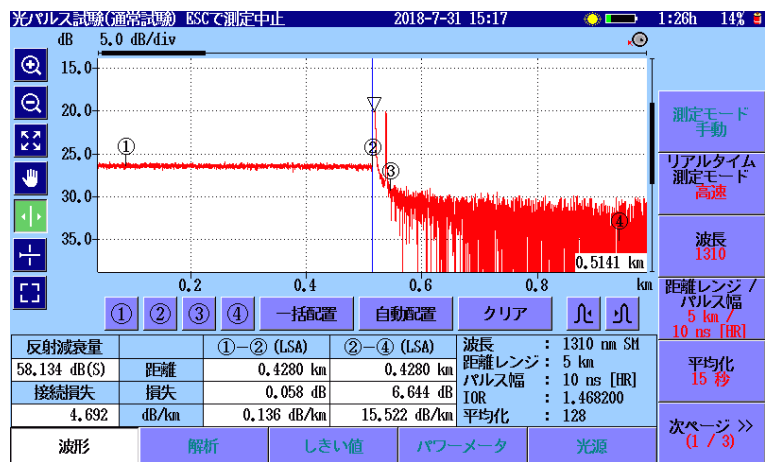 光パルス試験(通常試験) ESCで測定中止 2018-7-31 15:17 1:26h 14%
dB 5.0 dB/div
15.0
20.0
25.0
30.0
35.0
①
②
③
④
0.5141 km
0.2 0.4 0.6 0.8 km
① ② ③ ④ 一括配置 自動配置 クリア
反射減衰量 ①-② (LSA) ②-④ (LSA)
58.134 dB(S) 距離 0.4280 km 0.4280 km
接続損失 損失 0.058 dB 6.644 dB
4.692 dB/km 0.136 dB/km 15.522 dB/km
波長 : 1310 nm SM
距離レンジ : 5 km
パルス幅 : 10 ns [HR]
IOR : 1.468200
平均化 : 128
波形 解析 しきい値 パワーメータ 光源
測定モード
手動
リアルタイム
測定モード
高速
波長
1310
距離レンジ /
パルス幅
5 km /
10 ns [HR]
平均化
15 秒
次ページ >>
(1 / 3)